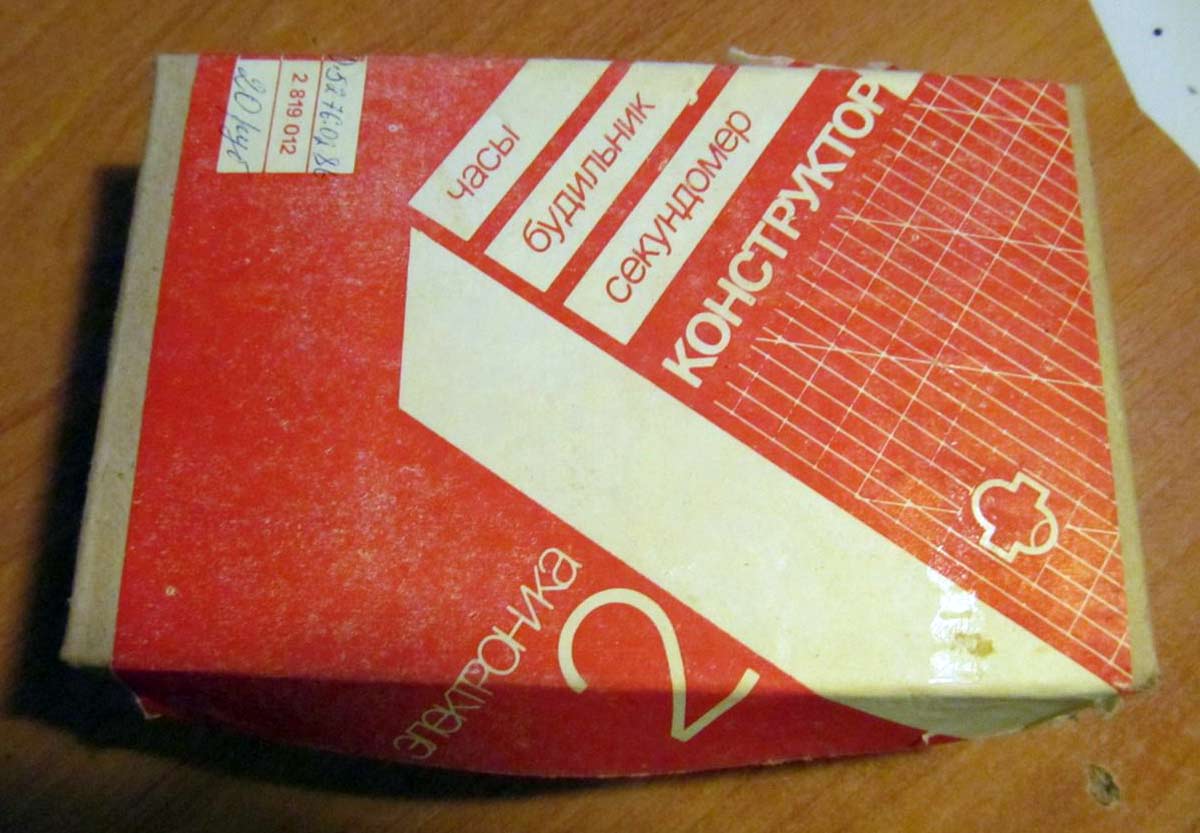 2 819 012
часы
будильник
секундомер
КОНСТРУКТОР
электроника
2